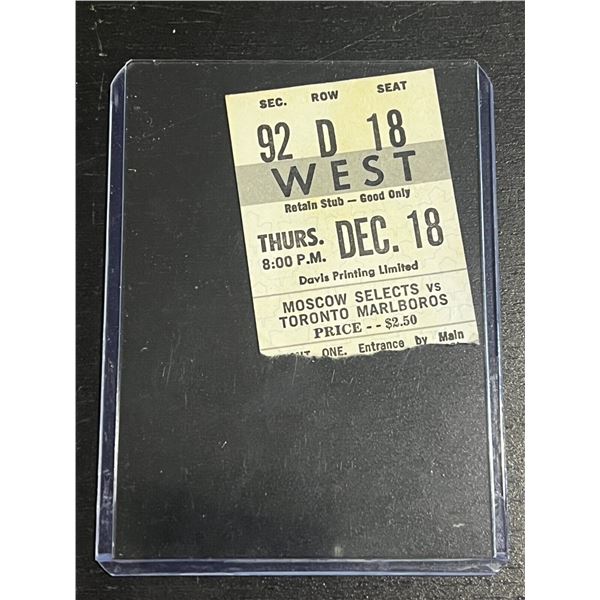 SEC. ROW SEAT
92 D 18
WEST
Retain Stub — Good Only
THURS. DEC. 18
8:00 P.M.
Davis Printing Limited
MOSCOW SELECTS vs
TORONTO MARLBOROS
PRICE - - $2.50
ONE. Entrance by Main